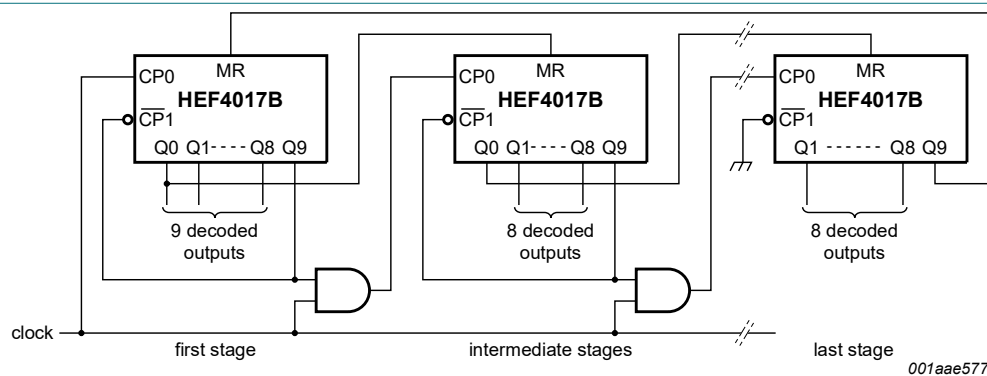 MR MR MR
CP0 CP0 CP0
HEF4017B HEF4017B HEF4017B
CP1 CP1 CP1
Q0 Q1 - - - - Q8 Q9 Q0 Q1 - - - - Q8 Q9 Q1 - - - - - - Q8 Q9
9 decoded
outputs
8 decoded
outputs
8 decoded
outputs
clock
first stage intermediate stages last stage
001aae577